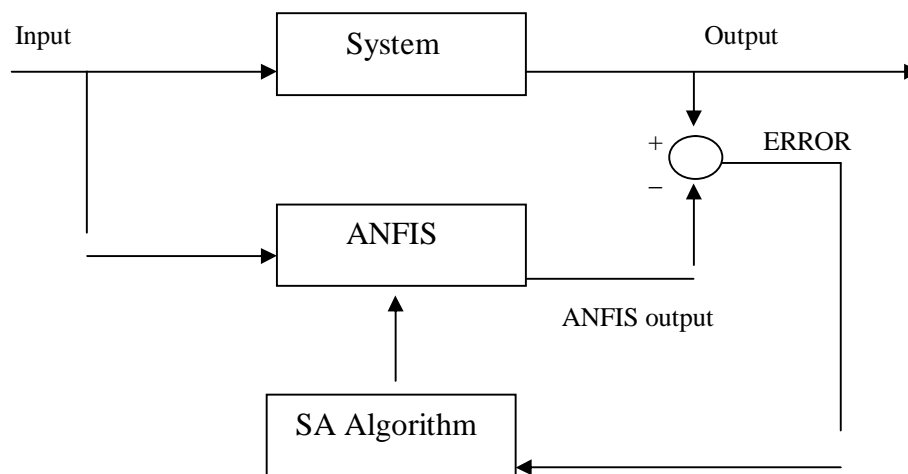 Input
System
Output
+
ERROR
–
ANFIS
ANFIS output
SA Algorithm